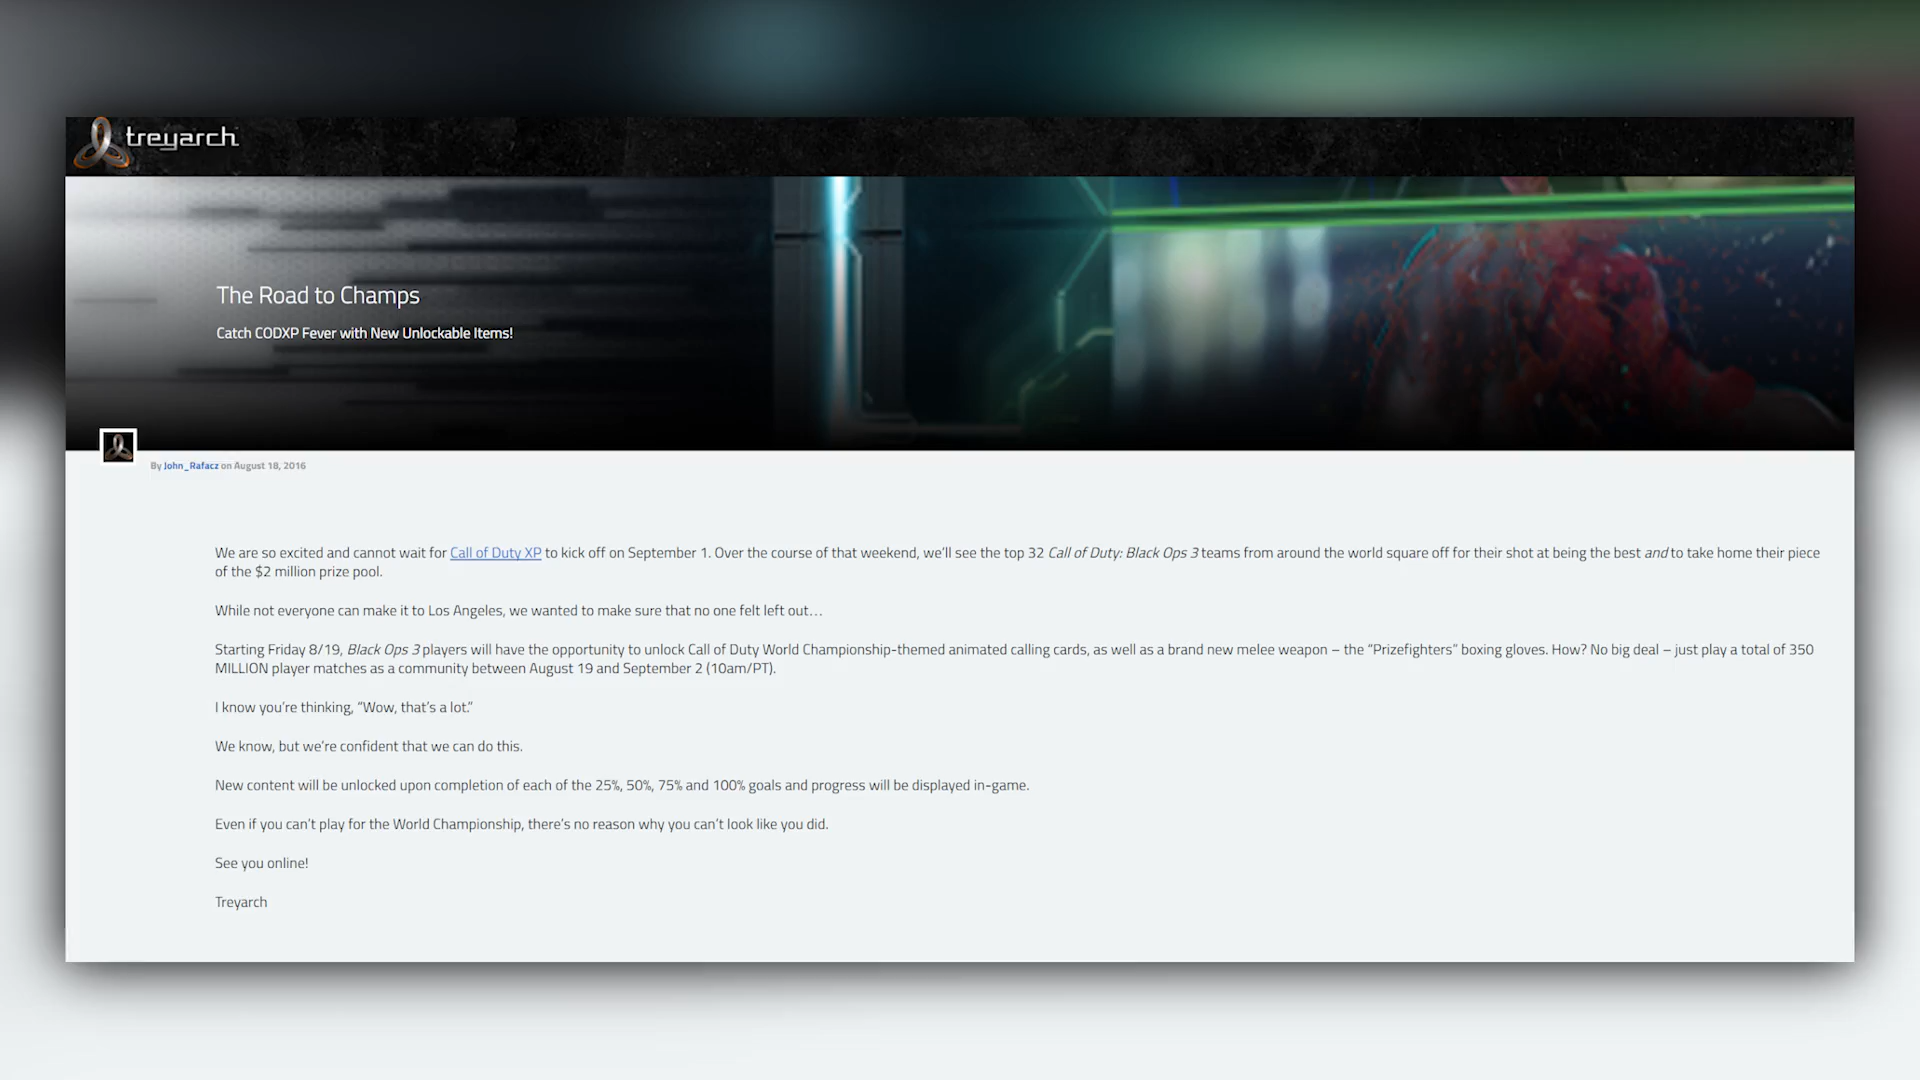 treyarch
The Road to Champs
Catch CODXP Fever with New Unlockable Items!
By John_Rafacz on August 18, 2016
We are so excited and cannot wait for Call of Duty XP to kick off on September 1. Over the course of that weekend, we’ll see the top 32 Call of Duty: Black Ops 3 teams from around the world square off for their shot at being the best and to take home their piece
of the $2 million prize pool.
While not everyone can make it to Los Angeles, we wanted to make sure that no one felt left out…
Starting Friday 8/19, Black Ops 3 players will have the opportunity to unlock Call of Duty World Championship-themed animated calling cards, as well as a brand new melee weapon – the “Prizefighters” boxing gloves. How? No big deal – just play a total of 350
MILLION player matches as a community between August 19 and September 2 (10am/PT).
I know you’re thinking, “Wow, that’s a lot.”
We know, but we’re confident that we can do this.
New content will be unlocked upon completion of each of the 25%, 50%, 75% and 100% goals and progress will be displayed in-game.
Even if you can’t play for the World Championship, there’s no reason why you can’t look like you did.
See you online!
Treyarch